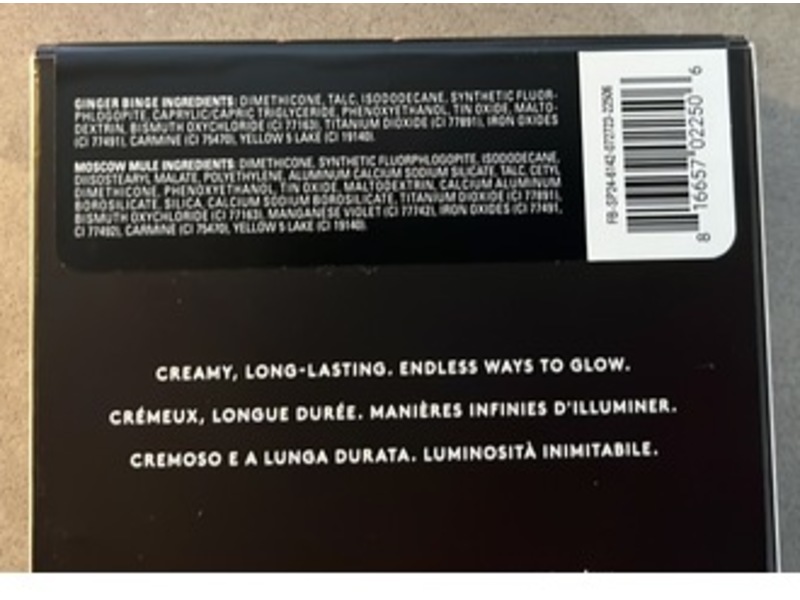 GINGER BINGE INGREDIENTS: DIMETHICONE, TALC, ISODODECANE, SYNTHETIC FLUOR-
PHLOGOPITE, CAPRYLIC/CAPRIC TRIGLYCERIDE, PHENOXYETHANOL, TIN OXIDE, MALTO-
DEXTRIN, BISMUTH OXYCHLORIDE (CI 77163), TITANIUM DIOXIDE (CI 77891), IRON OXIDES
(CI 77491), CARMINE (CI 75470), YELLOW 5 LAKE (CI 19140).
MOSCOW MULE INGREDIENTS: DIMETHICONE, SYNTHETIC FLUORPHLOGOPITE, ISODODECANE,
DIISOSTEARYL MALATE, POLYETHYLENE, ALUMINUM CALCIUM SODIUM SILICATE, TALC, CETYL
DIMETHICONE, PHENOXYETHANOL, TIN OXIDE, MALTODEXTRIN, CALCIUM ALUMINUM
BOROSILICATE, SILICA, CALCIUM SODIUM BOROSILICATE, TITANIUM DIOXIDE (CI 77891),
BISMUTH OXYCHLORIDE (CI 77163), MANGANESE VIOLET (CI 77742), IRON OXIDES (CI 77491,
CI 77492), CARMINE (CI 75470), YELLOW 5 LAKE (CI 19140).
FB-SP24-6142-072723-22506
8 16657 02250 6
CREAMY, LONG-LASTING. ENDLESS WAYS TO GLOW.
CRÉMEUX, LONGUE DURÉE. MANIÈRES INFINIES D'ILLUMINER.
CREMOSO E A LUNGA DURATA. LUMINOSITÀ INIMITABILE.